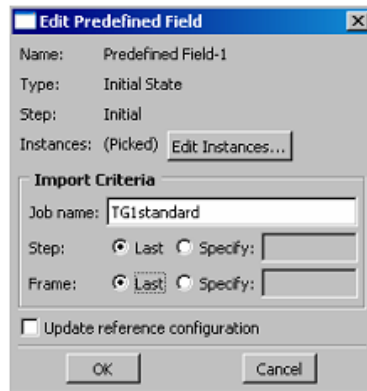 Edit Predefined Field
Name: Predefined Field-1
Type: Initial State
Step: Initial
Instances: (Picked) Edit Instances...
Import Criteria
Job name: TG1standard
Step: Last Specify:
Frame: Last Specify:
Update reference configuration
OK Cancel